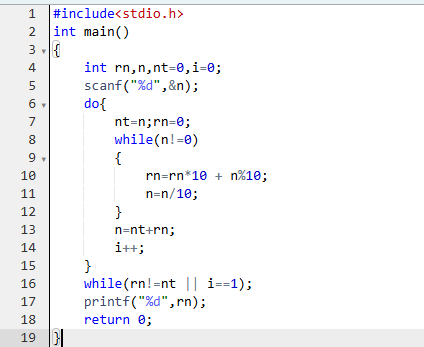 1 #include<stdio.h>
2 int main()
3 {
4     int rn,n,nt=0,i=0;
5     scanf("%d",&n);
6     do{
7         nt=n;rn=0;
8         while(n!=0)
9         {
10             rn=rn*10 + n%10;
11             n=n/10;
12         }
13         n=nt+rn;
14         i++;
15     }
16     while(rn!=nt || i==1);
17     printf("%d",rn);
18     return 0;
19 }